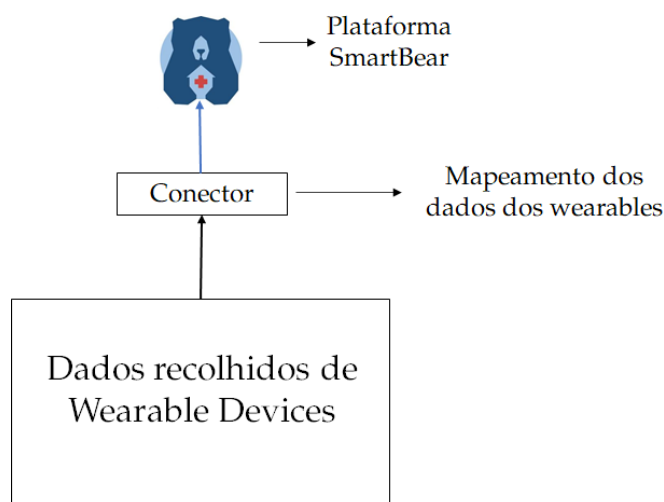 Plataforma
SmartBear
Conector
Mapeamento dos
dados dos wearables
Dados recolhidos de
Wearable Devices